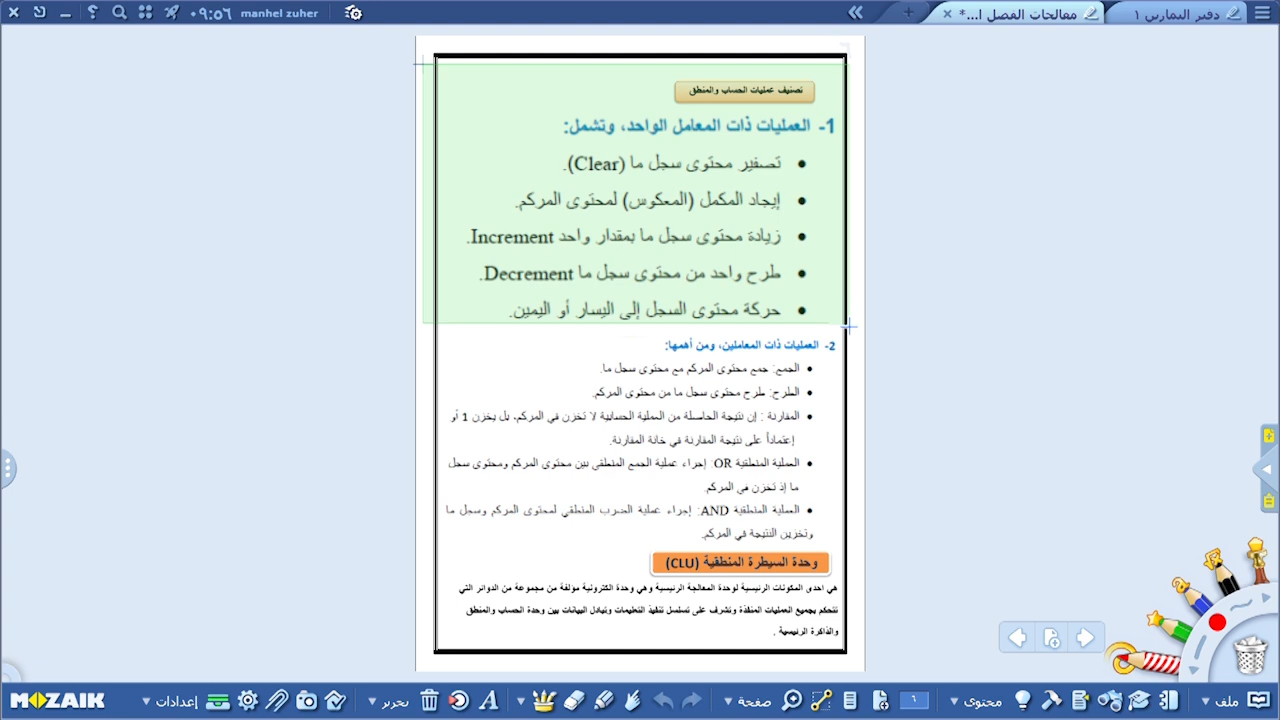 manhel zuher
٠٩:٥٦
دفتر التمارين ١
معالجات الفصل ا...*
تصنيف عمليات الحساب والمنطق
1- العمليات ذات المعامل الواحد، وتشمل:
• تصفير محتوى سجل ما (Clear).
• إيجاد المكمل (المعكوس) لمحتوى المركم.
• زيادة محتوى سجل ما بمقدار واحد Increment.
• طرح واحد من محتوى سجل ما Decrement.
• حركة محتوى السجل إلى اليسار أو اليمين.
2- العمليات ذات المعاملين، ومن أهمها:
• الجمع: جمع محتوى المركم مع محتوى سجل ما.
• الطرح: طرح محتوى سجل ما من محتوى المركم.
• المقارنة : إن نتيجة الحاصلة من العملية الحسابية لا تخزن في المركم، بل يخزن 1 أو
إعتماداً على نتيجة المقارنة في خانة المقارنة.
• العملية المنطقية OR: إجراء عملية الجمع المنطقي بين محتوى المركم ومحتوى سجل
ما إذ تخزن في المركم.
• العملية المنطقية AND: إجراء عملية الضرب المنطقي لمحتوى المركم وسجل ما
وتخزين النتيجة في المركم.
وحدة السيطرة المنطقية (CLU)
هي احدى المكونات الرئيسية لوحدة المعالجة الرئيسية وهي وحدة الكترونية مؤلفة من مجموعة من الدوائر التي
تتحكم بجميع العمليات المنفذة وتشرف على تسلسل تنفيذ التعليمات وتبادل البيانات بين وحدة الحساب والمنطق
والذاكرة الرئيسية .
MOZAIK
إعدادات
تحرير
صفحة
٦
محتوى
ملف